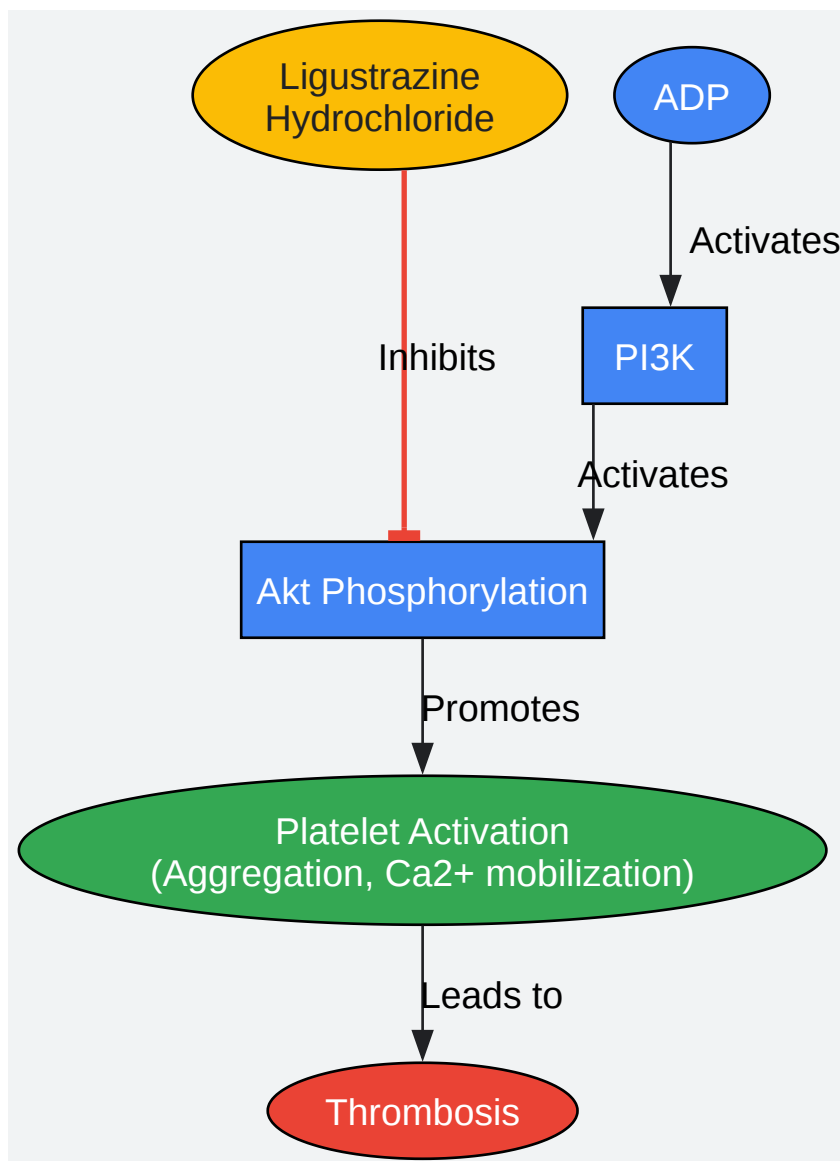 Ligustrazine
Hydrochloride
ADP
Activates
Inhibits
PI3K
Activates
Akt Phosphorylation
Promotes
Platelet Activation
(Aggregation, Ca2+ mobilization)
Leads to
Thrombosis